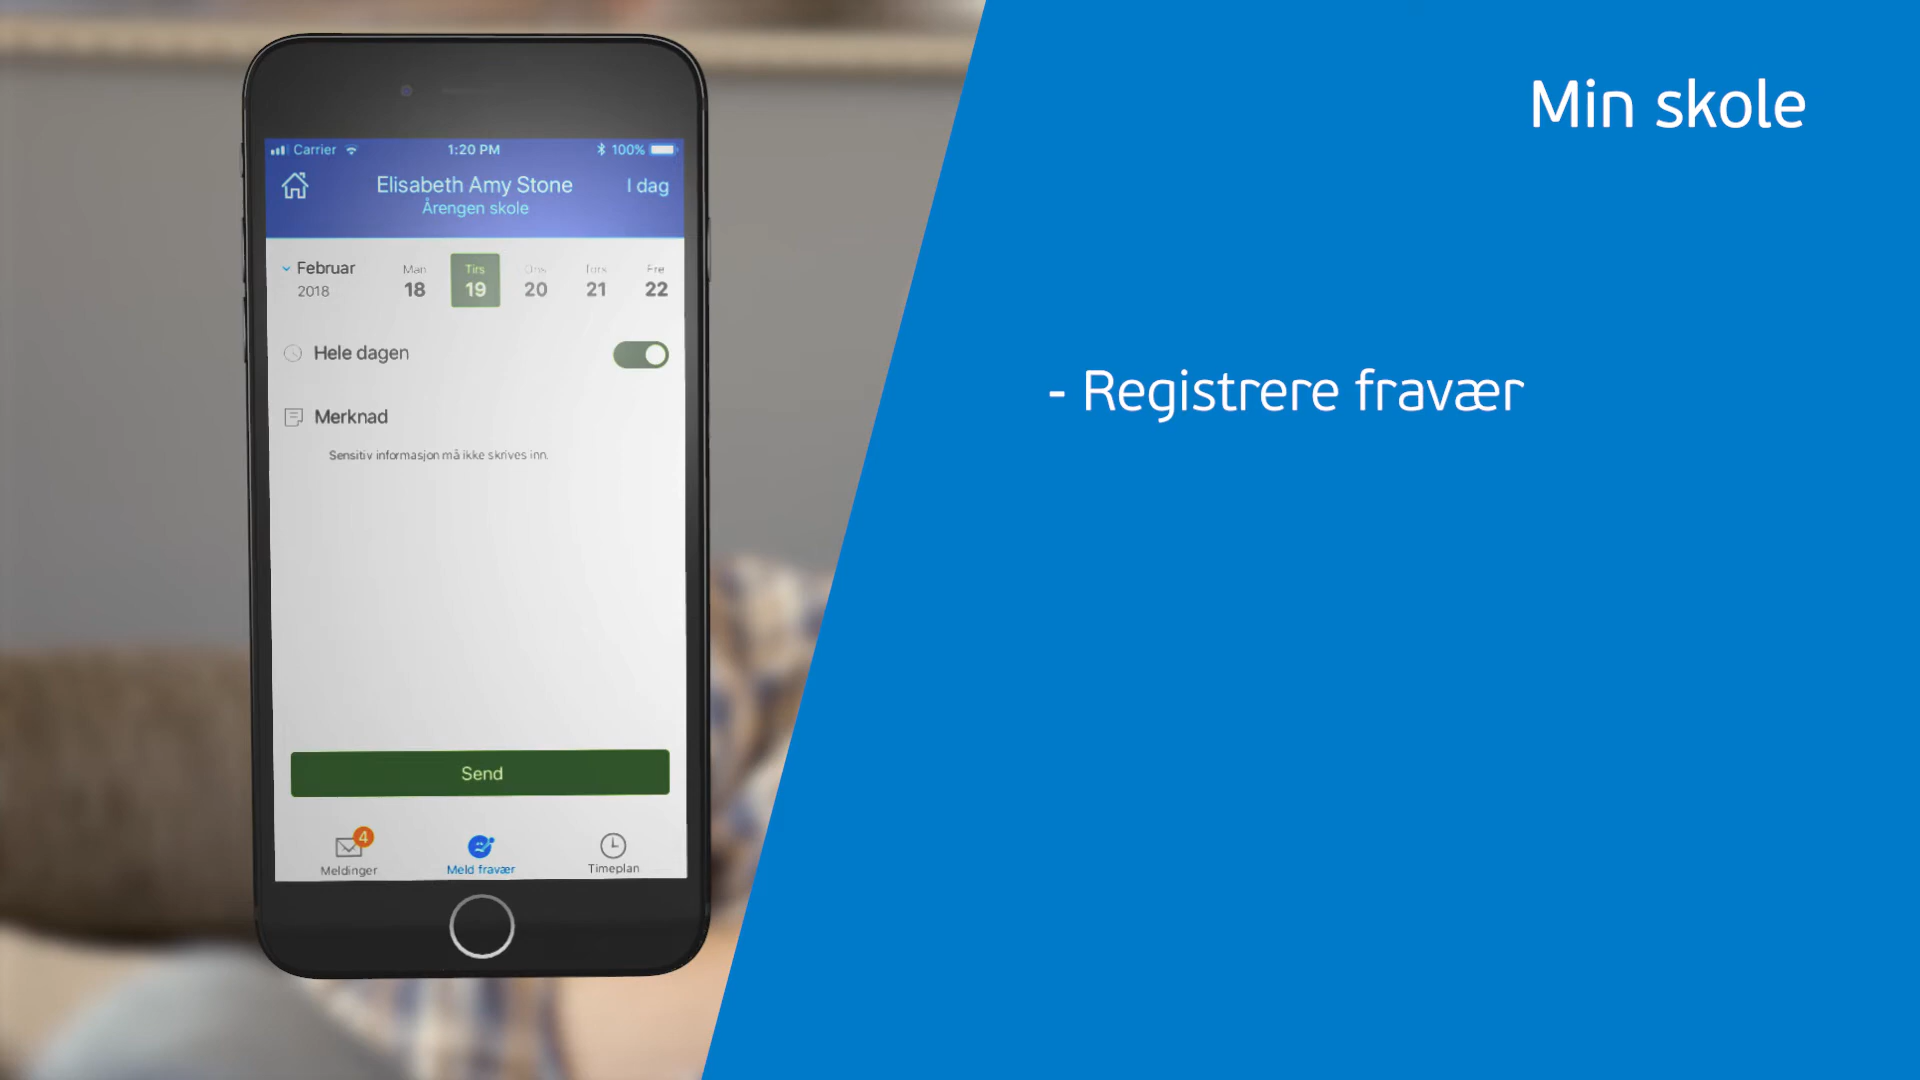 Min skole
- Registrere fravær
Carrier 1:20 PM 100%
Elisabeth Amy Stone I dag
Årengen skole
Februar Man Tirs Ons Tors Fre
2018 18 19 20 21 22
Hele dagen
Merknad
Sensitiv informasjon må ikke skrives inn.
Send
4
Meldinger Meld fravær Timeplan